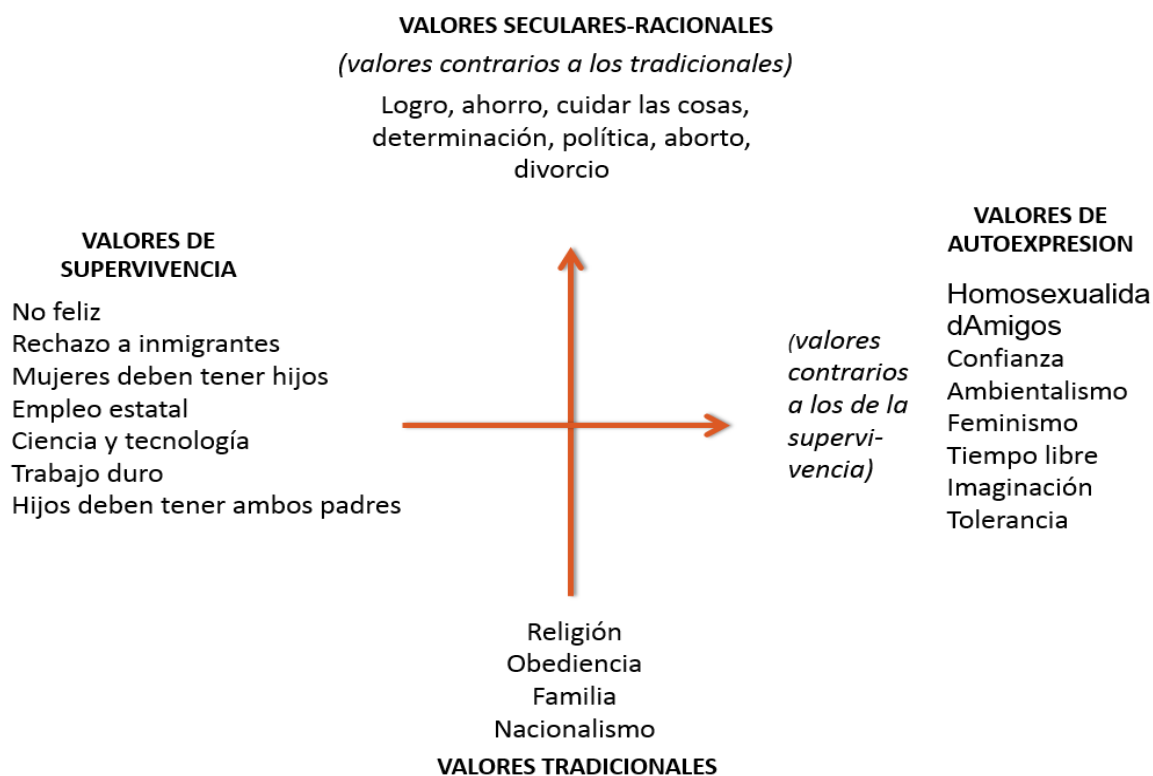 VALORES SECULARES-RACIONALES
(valores contrarios a los tradicionales)
Logro, ahorro, cuidar las cosas,
determinación, política, aborto,
divorcio
VALORES DE
SUPERVIVENCIA
No feliz
Rechazo a inmigrantes
Mujeres deben tener hijos
Empleo estatal
Ciencia y tecnología
Trabajo duro
Hijos deben tener ambos padres
(valores
contrarios
a los de la
supervi-
vencia)
VALORES DE
AUTOEXPRESION
Homosexualida
dAmigos
Confianza
Ambientalismo
Feminismo
Tiempo libre
Imaginación
Tolerancia
Religión
Obediencia
Familia
Nacionalismo
VALORES TRADICIONALES